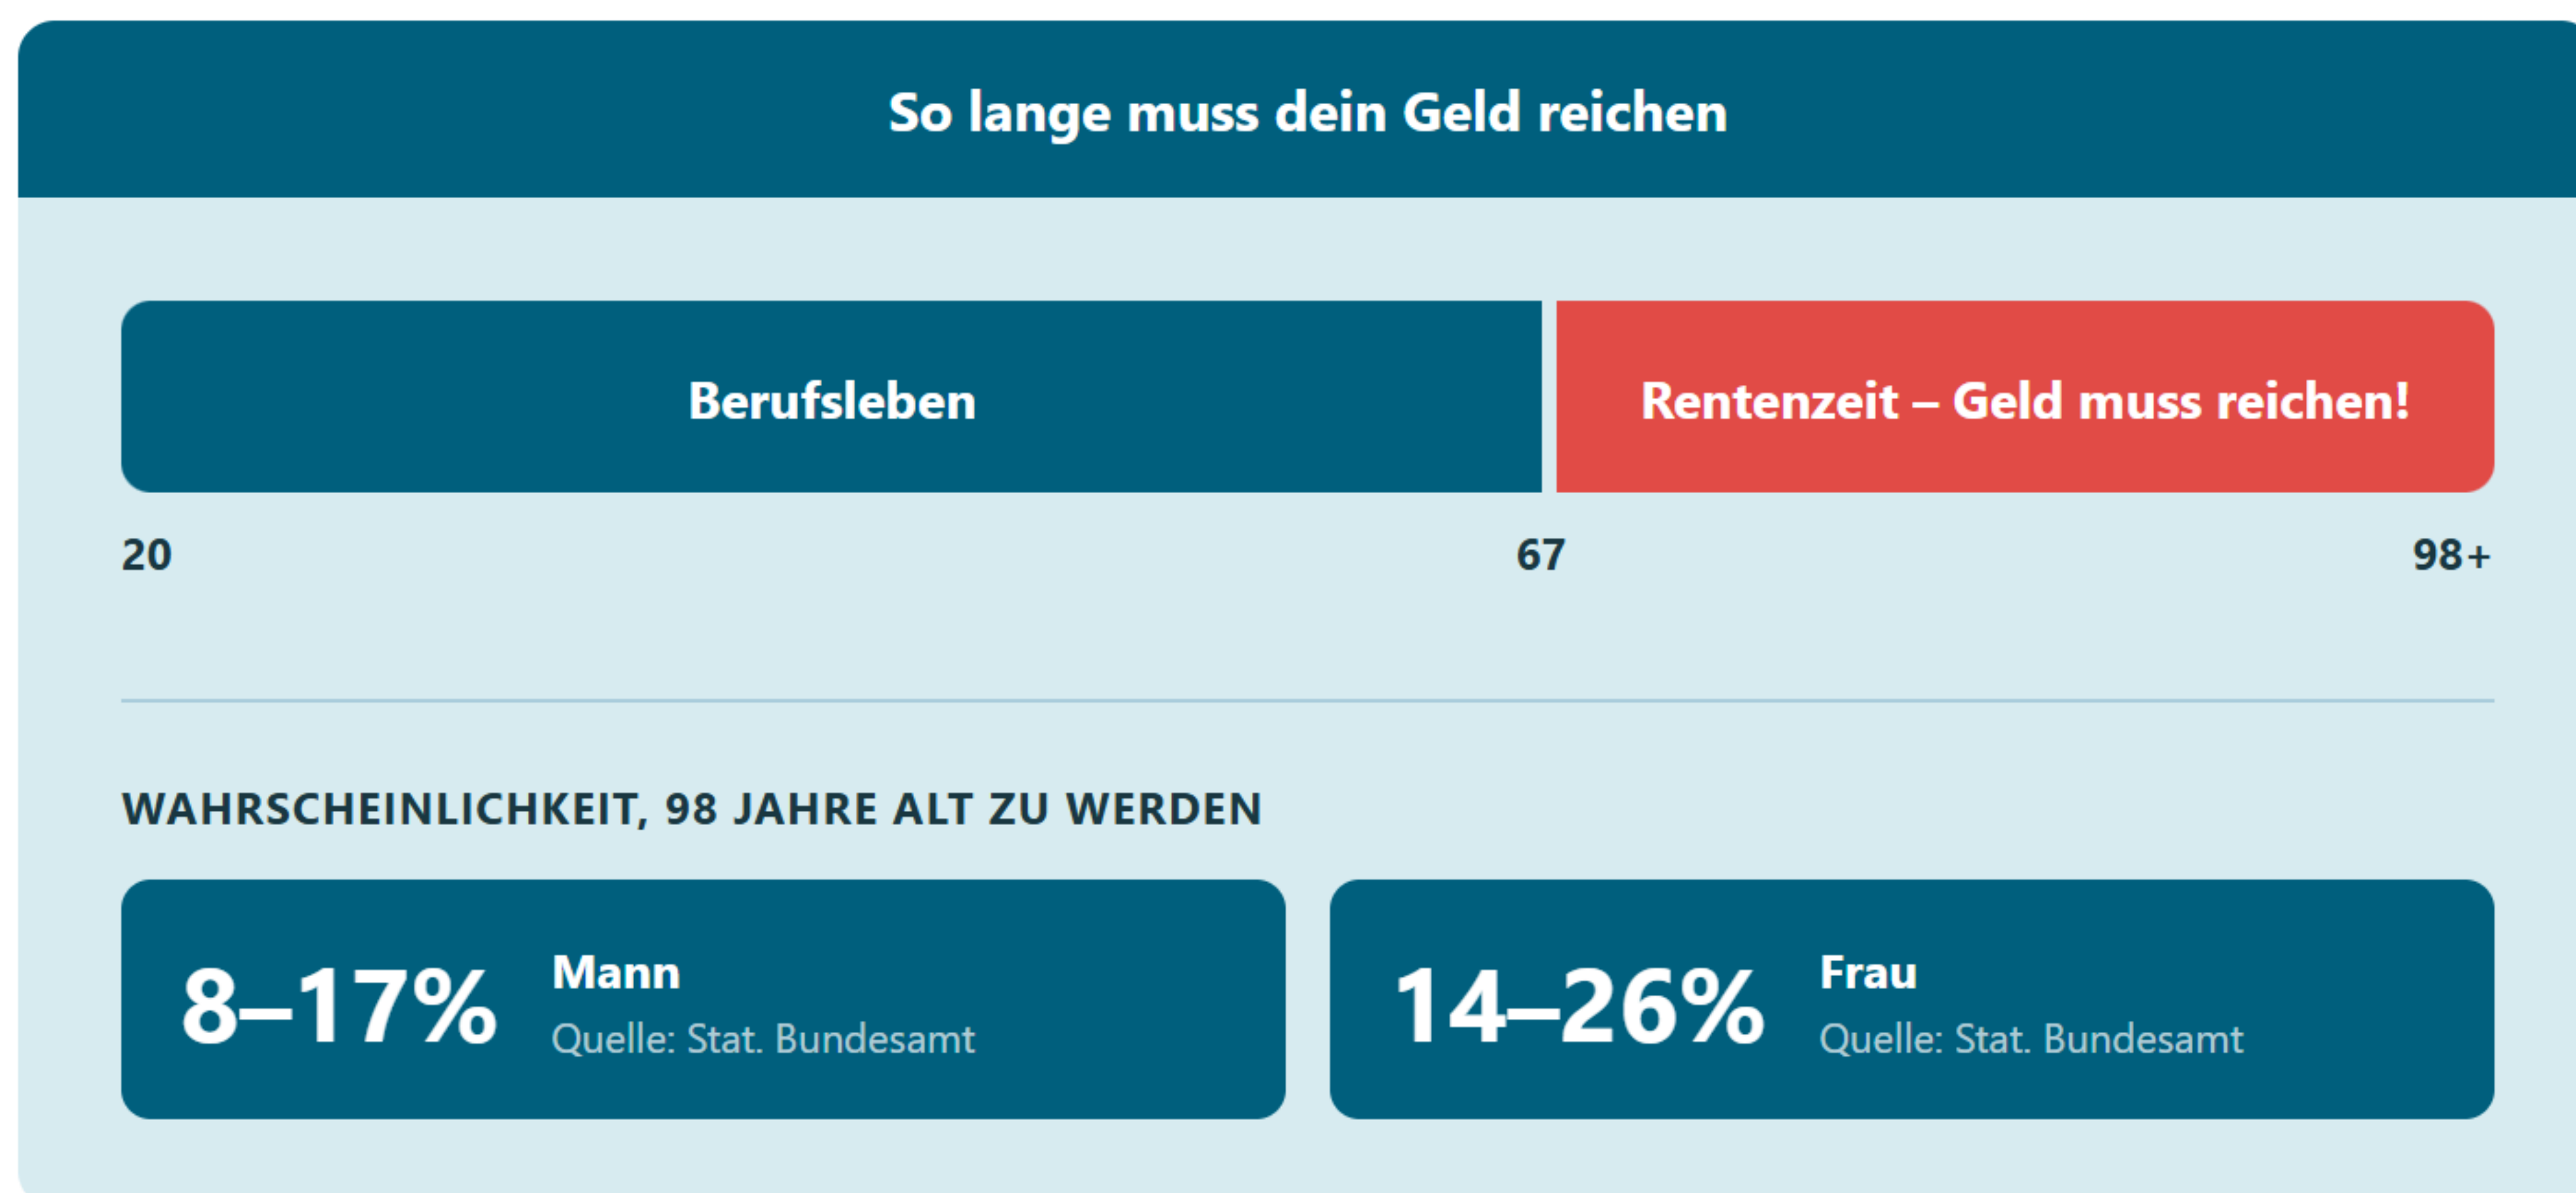 So lange muss dein Geld reichen
Berufsleben
Rentenzeit – Geld muss reichen!
20
67
98+
WAHRSCHEINLICHKEIT, 98 JAHRE ALT ZU WERDEN
8–17%
Mann
Quelle: Stat. Bundesamt
14–26%
Frau
Quelle: Stat. Bundesamt